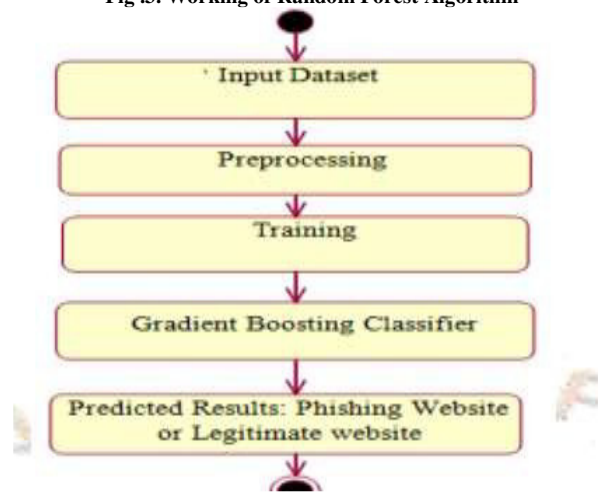 Fig .3: Working of Random Forest Algorithm
Input Dataset
Preprocessing
Training
Gradient Boosting Classifier
Predicted Results: Phishing Website
or Legitimate website